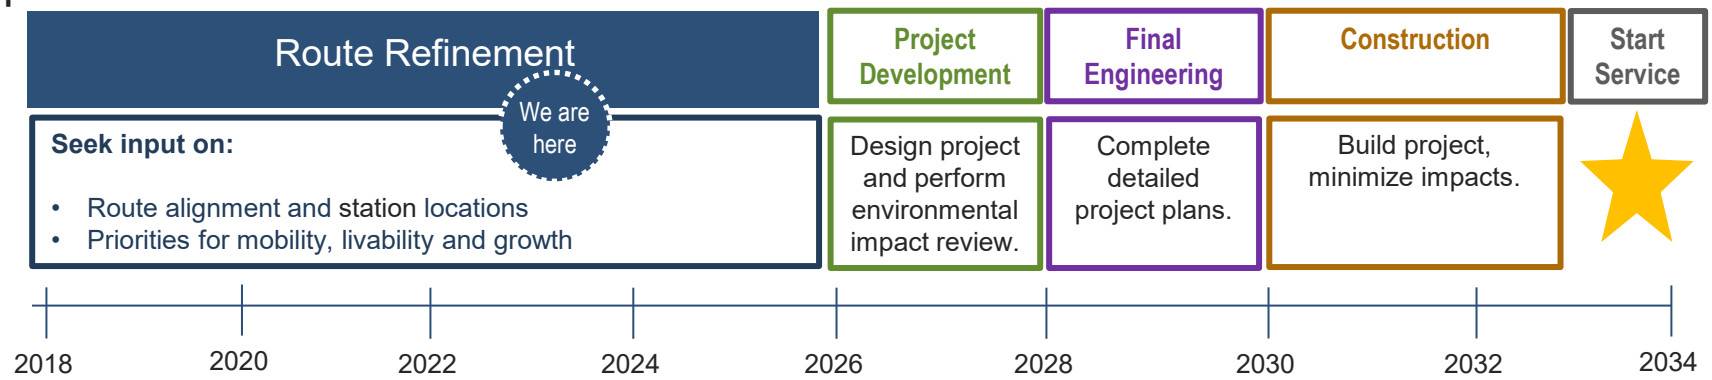 Route Refinement
We are
here
Seek input on:
• Route alignment and station locations
• Priorities for mobility, livability and growth
Project
Development
Design project
and perform
environmental
impact review.
Final
Engineering
Complete
detailed
project plans.
Construction
Build project,
minimize impacts.
Start
Service
2018 2020 2022 2024 2026 2028 2030 2032 2034